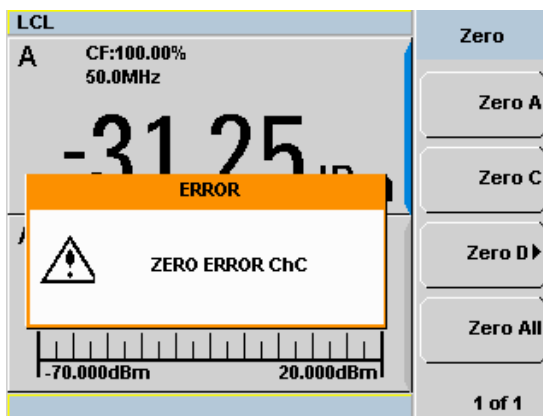 LCL
A CF:100.00%
50.0MHz
-31.25
ERROR
ZERO ERROR ChC
-70.000dBm 20.000dBm
Zero
Zero A
Zero C
Zero D
Zero All
1 of 1